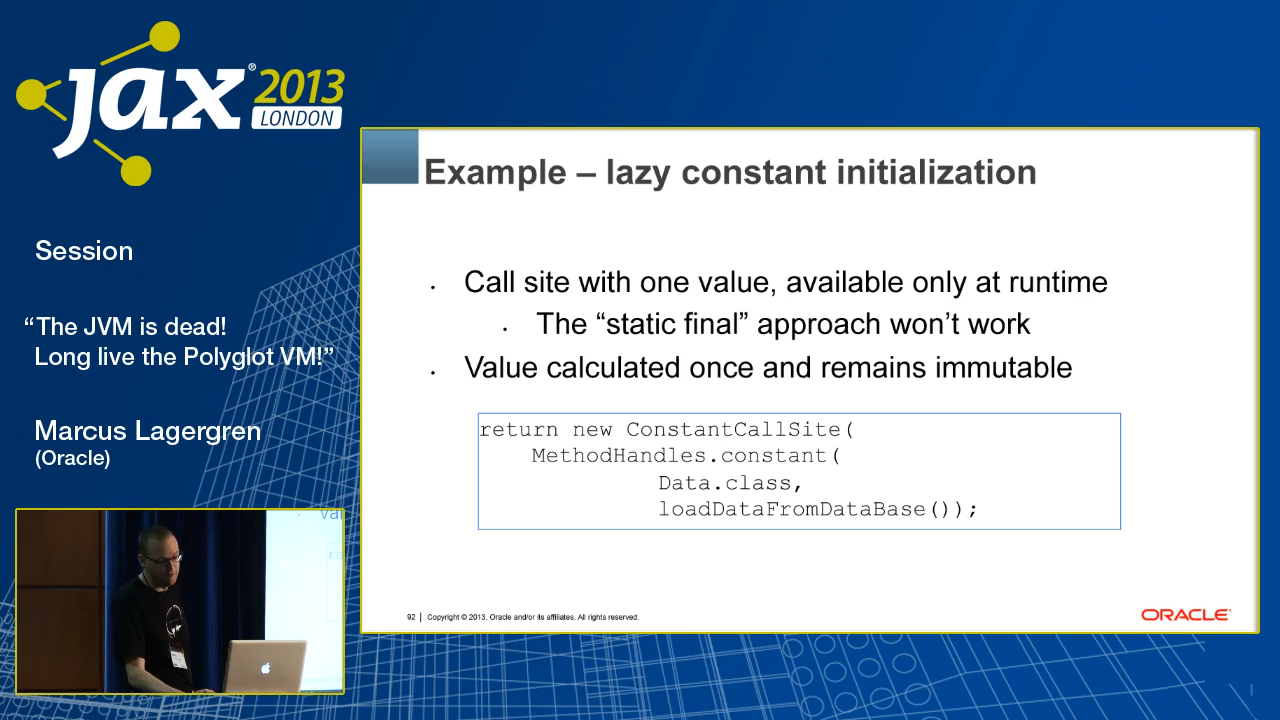 jax® 2013
LONDON
Session
“The JVM is dead!
Long live the Polyglot VM!”
Marcus Lagergren
(Oracle)
Example – lazy constant initialization
• Call site with one value, available only at runtime
• The “static final” approach won’t work
• Value calculated once and remains immutable
return new ConstantCallSite(
MethodHandles.constant(
Data.class,
loadDataFromDataBase());
92 | Copyright © 2013, Oracle and/or its affiliates. All rights reserved.
ORACLE®